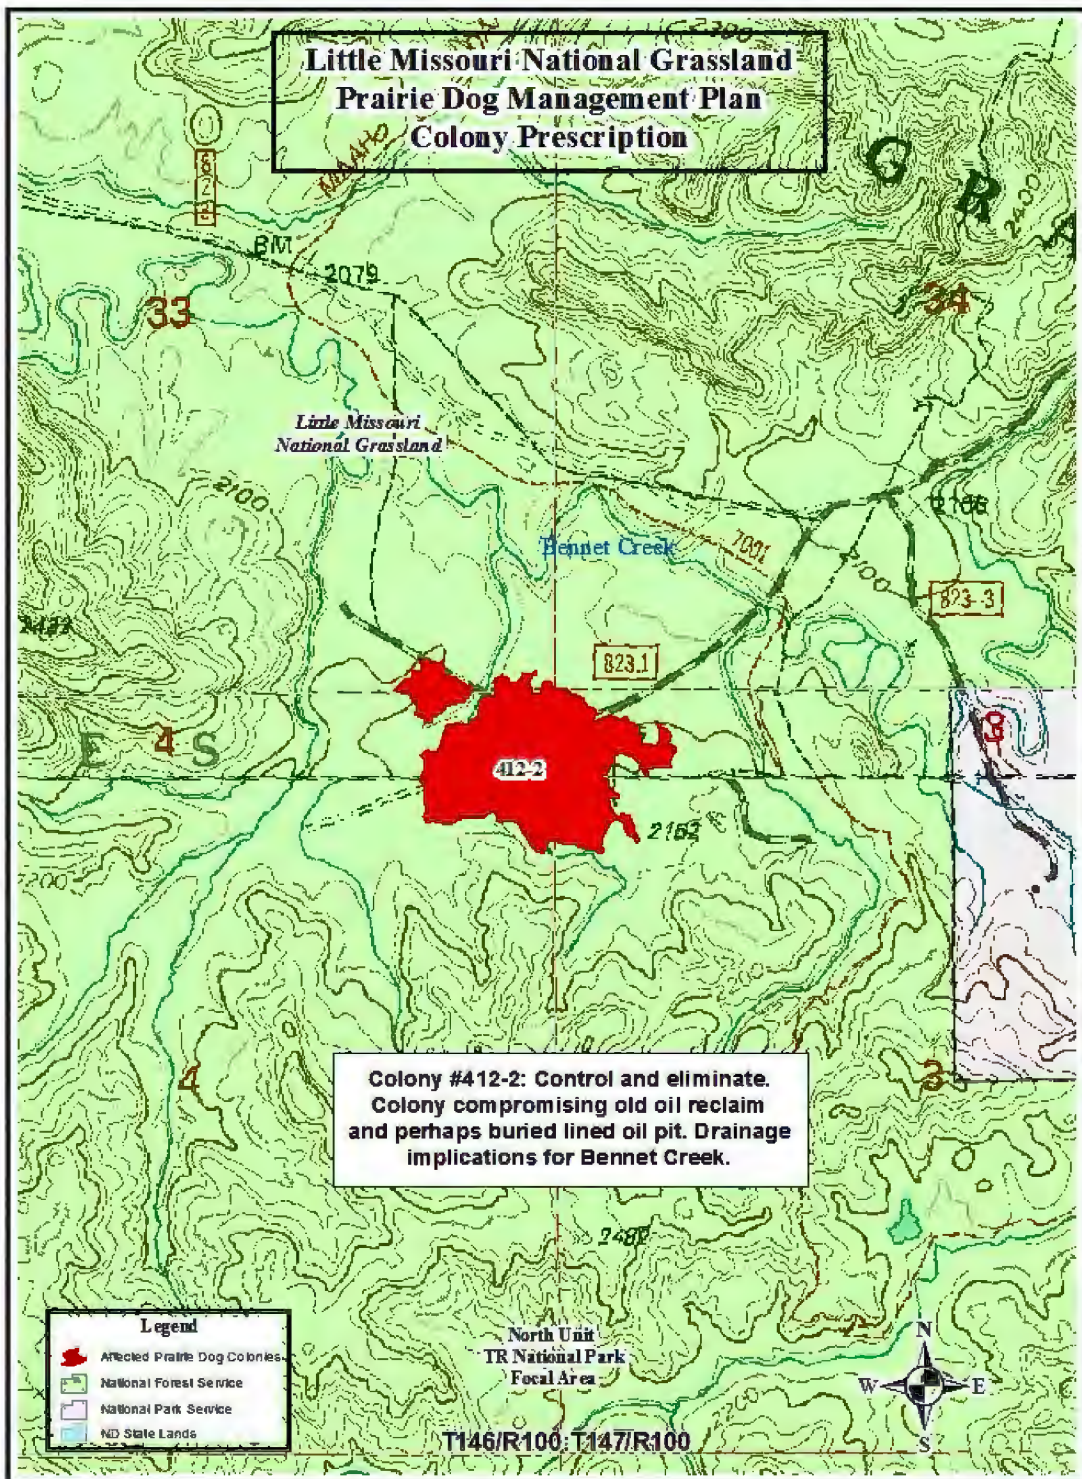 Little Missouri National Grassland
Prairie Dog Management Plan
Colony Prescription
2400
G R
BM
2079
33
34
Little Missouri
National Grassland
2100
Bennet Creek
7001
2100
823-3
823.1
E 4 S
412-2
2162
4
3
Colony #412-2: Control and eliminate.
Colony compromising old oil reclaim
and perhaps buried lined oil pit. Drainage
implications for Bennet Creek.
2482
Legend
Affected Prairie Dog Colonies
National Forest Service
National Park Service
ND State Lands
North Unit
TR National Park
Focal Area
N
W E
S
T146/R100; T147/R100